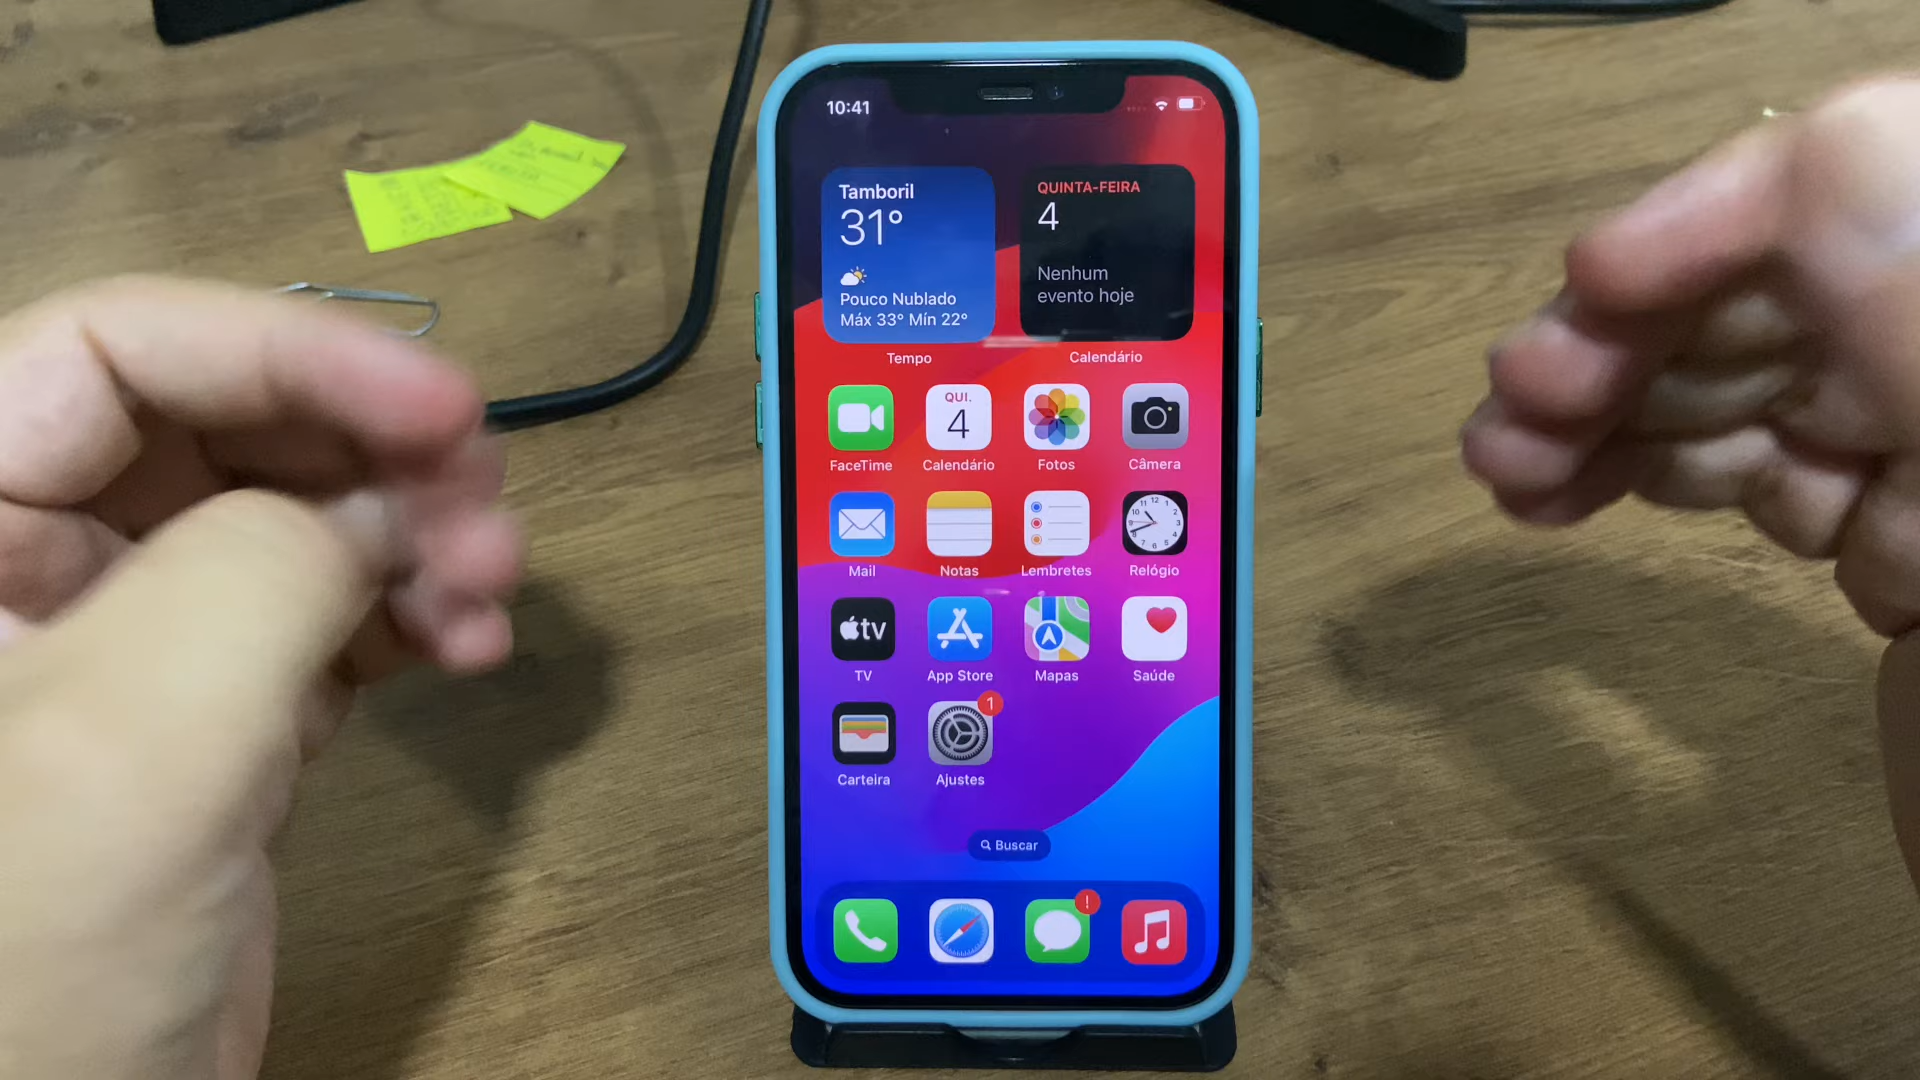 10:41
Tamboril
31°
Pouco Nublado
Máx 33° Mín 22°
Tempo
QUINTA-FEIRA
4
Nenhum
evento hoje
Calendário
QUI.
4
FaceTime
Calendário
Fotos
Câmera
Mail
Notas
Lembretes
Relógio
tv
TV
App Store
Mapas
Saúde
1
Carteira
Ajustes
Buscar
!